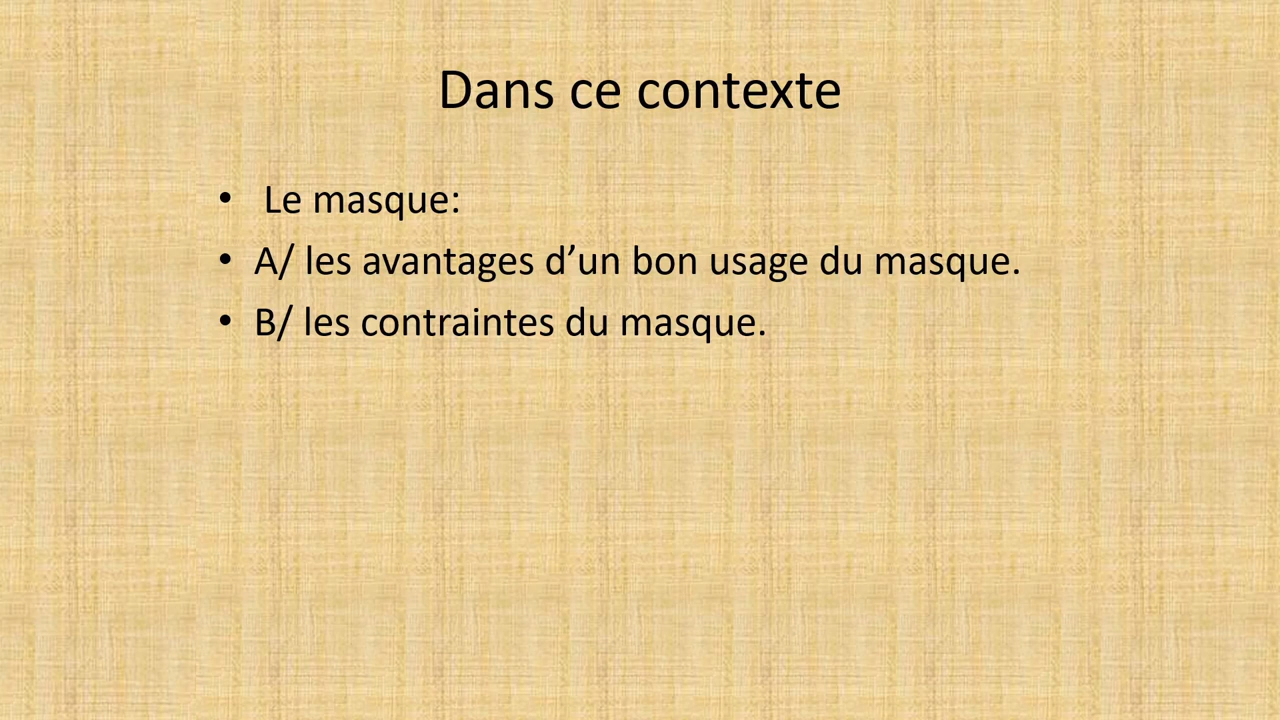 Dans ce contexte
• Le masque:
• A/ les avantages d’un bon usage du masque.
• B/ les contraintes du masque.